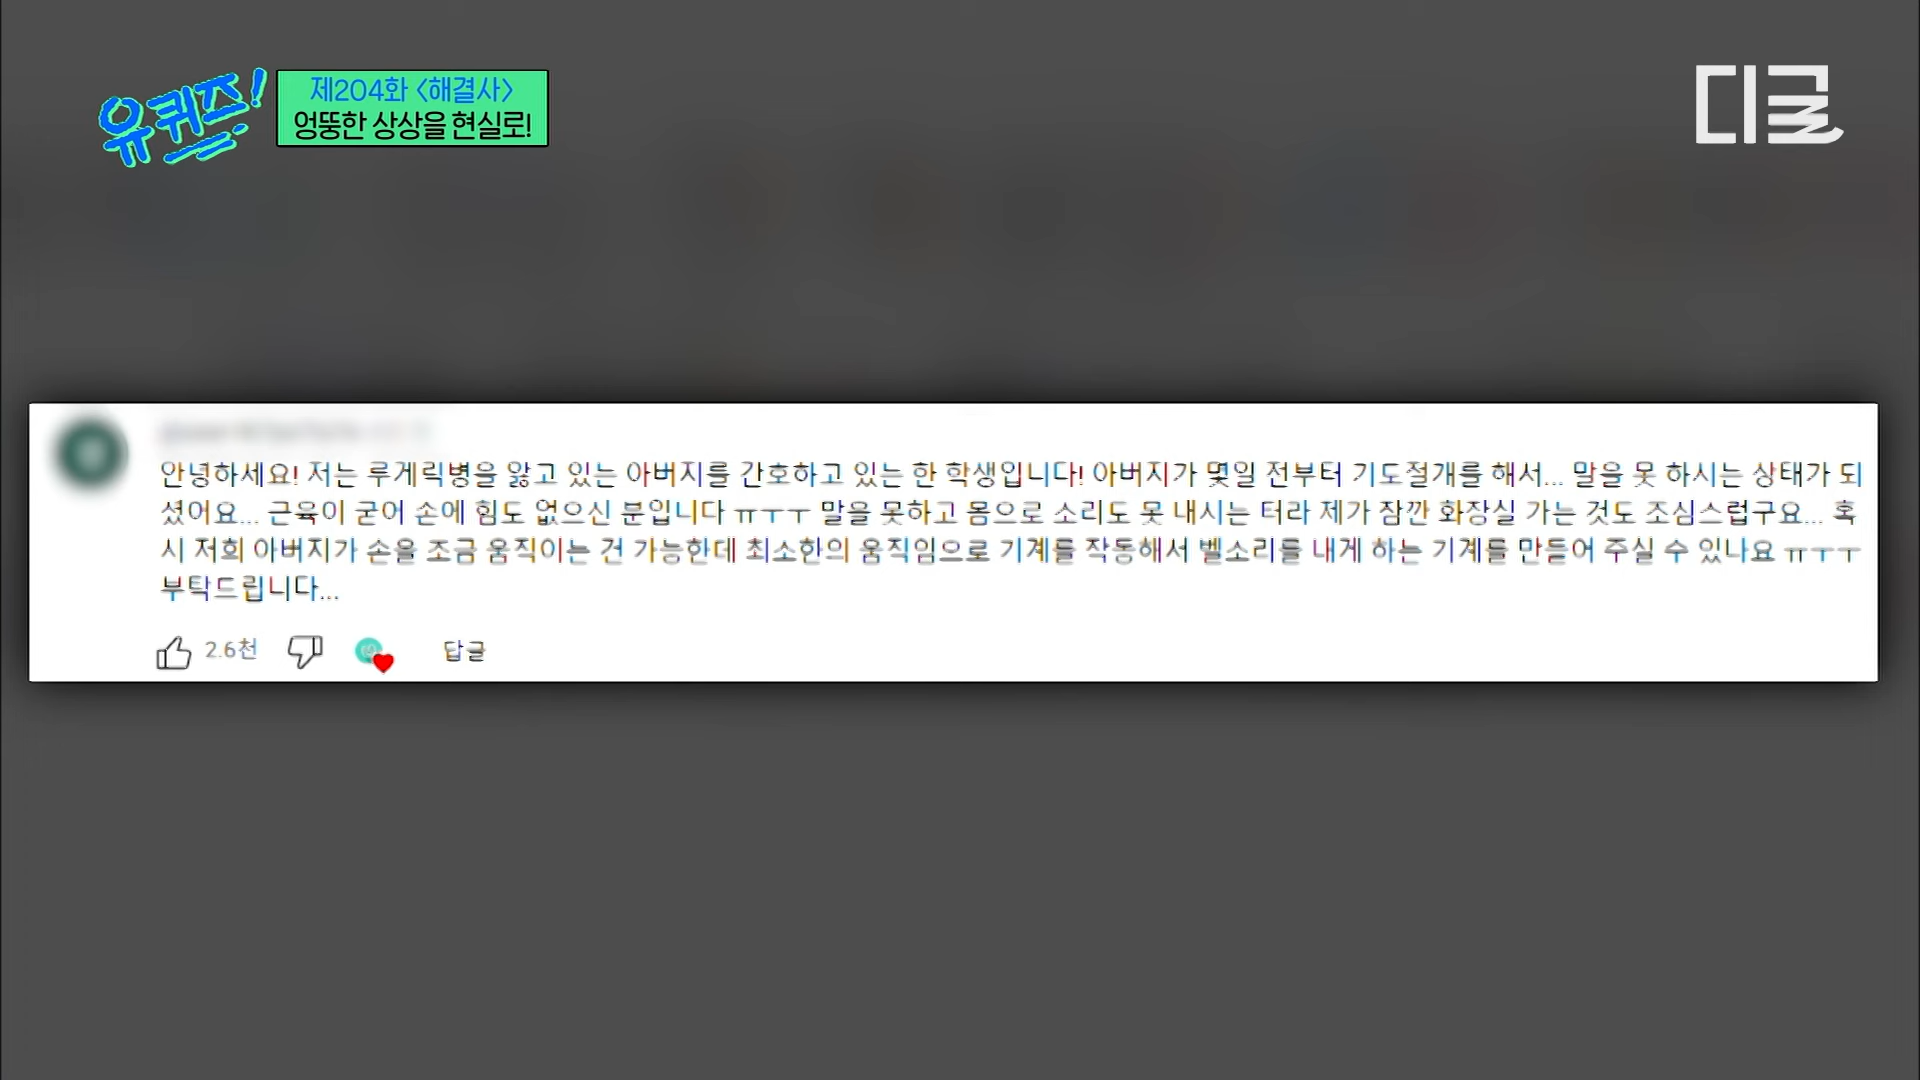 유퀴즈!
제204화 <해결사>
엉뚱한 상상을 현실로!
디글
안녕하세요! 저는 루게릭병을 앓고 있는 아버지를 간호하고 있는 한 학생입니다! 아버지가 몇일 전부터 기도절개를 해서... 말을 못 하시는 상태가 되
셨어요... 근육이 굳어 손에 힘도 없으신 분입니다 ㅠㅜㅜ 말을 못하고 몸으로 소리도 못 내시는 터라 제가 잠깐 화장실 가는 것도 조심스럽구요... 혹
시 저희 아버지가 손을 조금 움직이는 건 가능한데 최소한의 움직임으로 기계를 작동해서 벨소리를 내게 하는 기계를 만들어 주실 수 있나요 ㅠㅜㅜ
부탁드립니다...
2.6천
답글